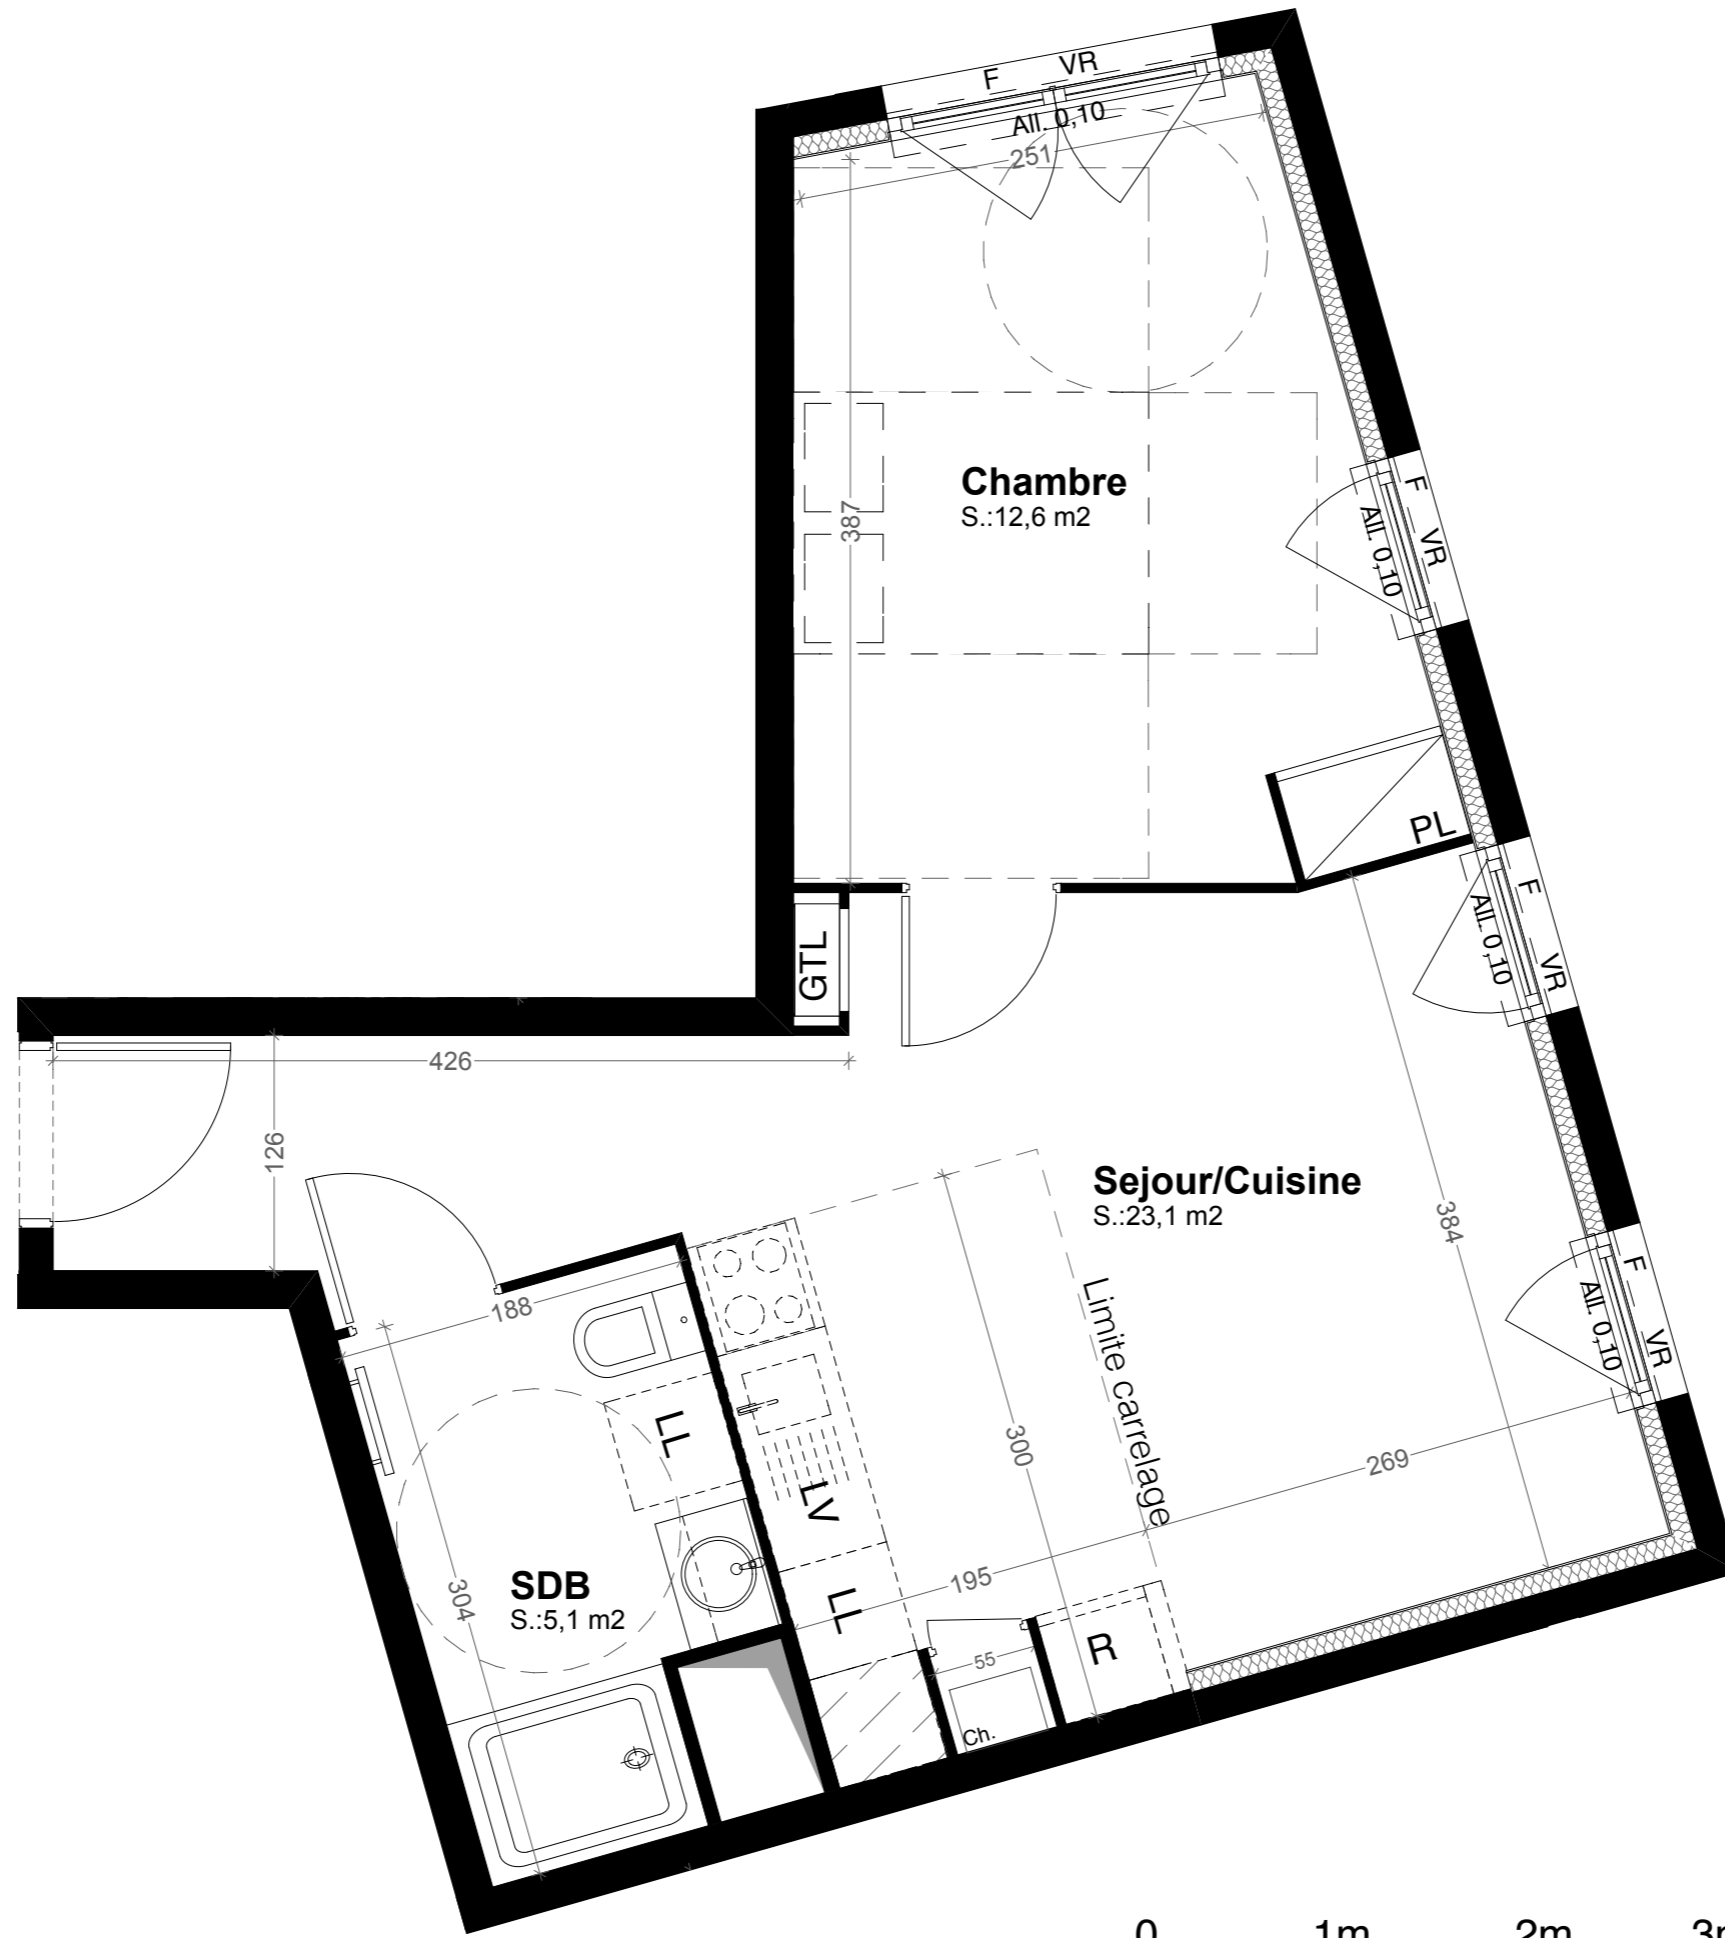 F VR
All. 0,10
251
Chambre
S.:12,6 m2
387
F VR
All. 0,10
PL
GTL
F VR
All. 0,10
426
126
Sejour/Cuisine
S.:23,1 m2
384
F VR
All. 0,10
188
Limite carrelage
LL
300
269
LV
SDB
S.:5,1 m2
304
195
LL
55
R
Ch.
0 1m 2m